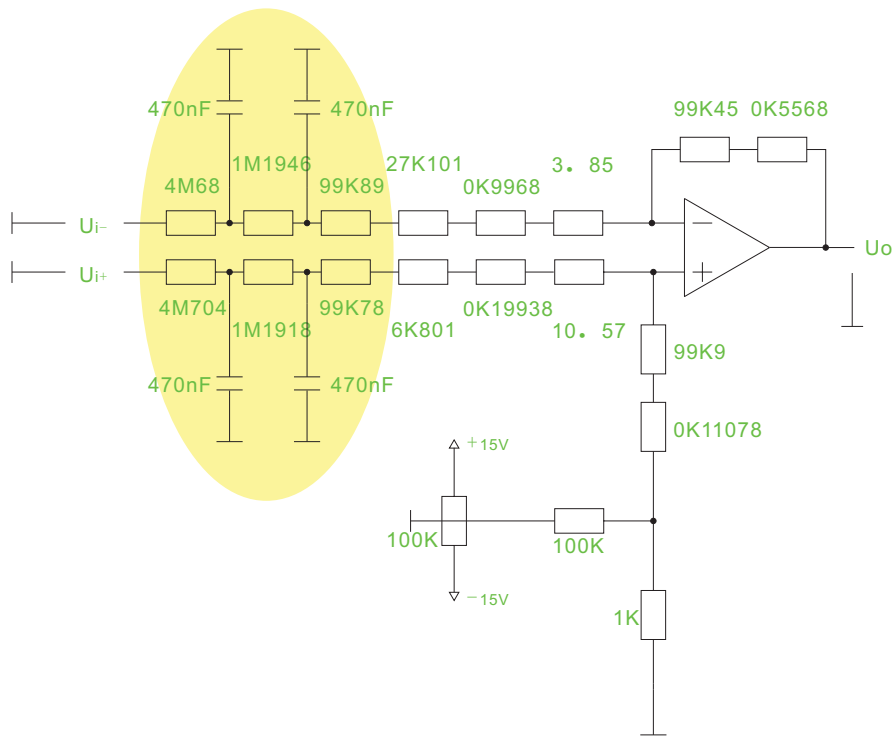 470nF 470nF
99K45 0K5568
1M1946 27K101 3. 85
4M68 99K89 0K9968
Ui−
Uo
Ui+
4M704 99K78 0K19938
1M1918 6K801 10. 57
99K9
470nF 470nF
0K11078
+15V
100K 100K
−15V
1K